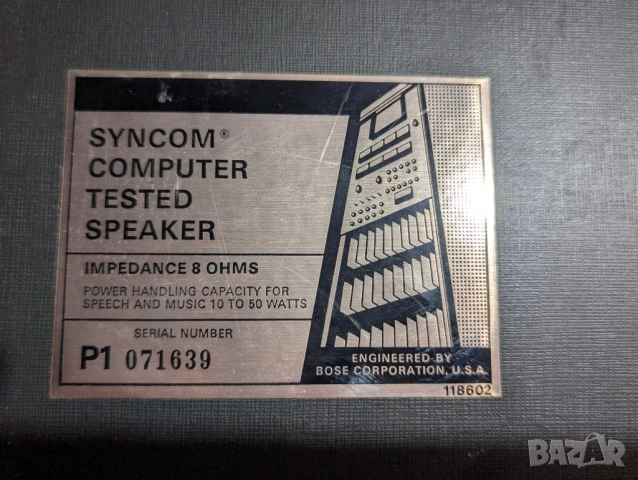 SYNCOM®
COMPUTER
TESTED
SPEAKER
IMPEDANCE 8 OHMS
POWER HANDLING CAPACITY FOR
SPEECH AND MUSIC 10 TO 50 WATTS
SERIAL NUMBER
P1 071639
ENGINEERED BY
BOSE CORPORATION, U.S.A.
118602
BAZAR